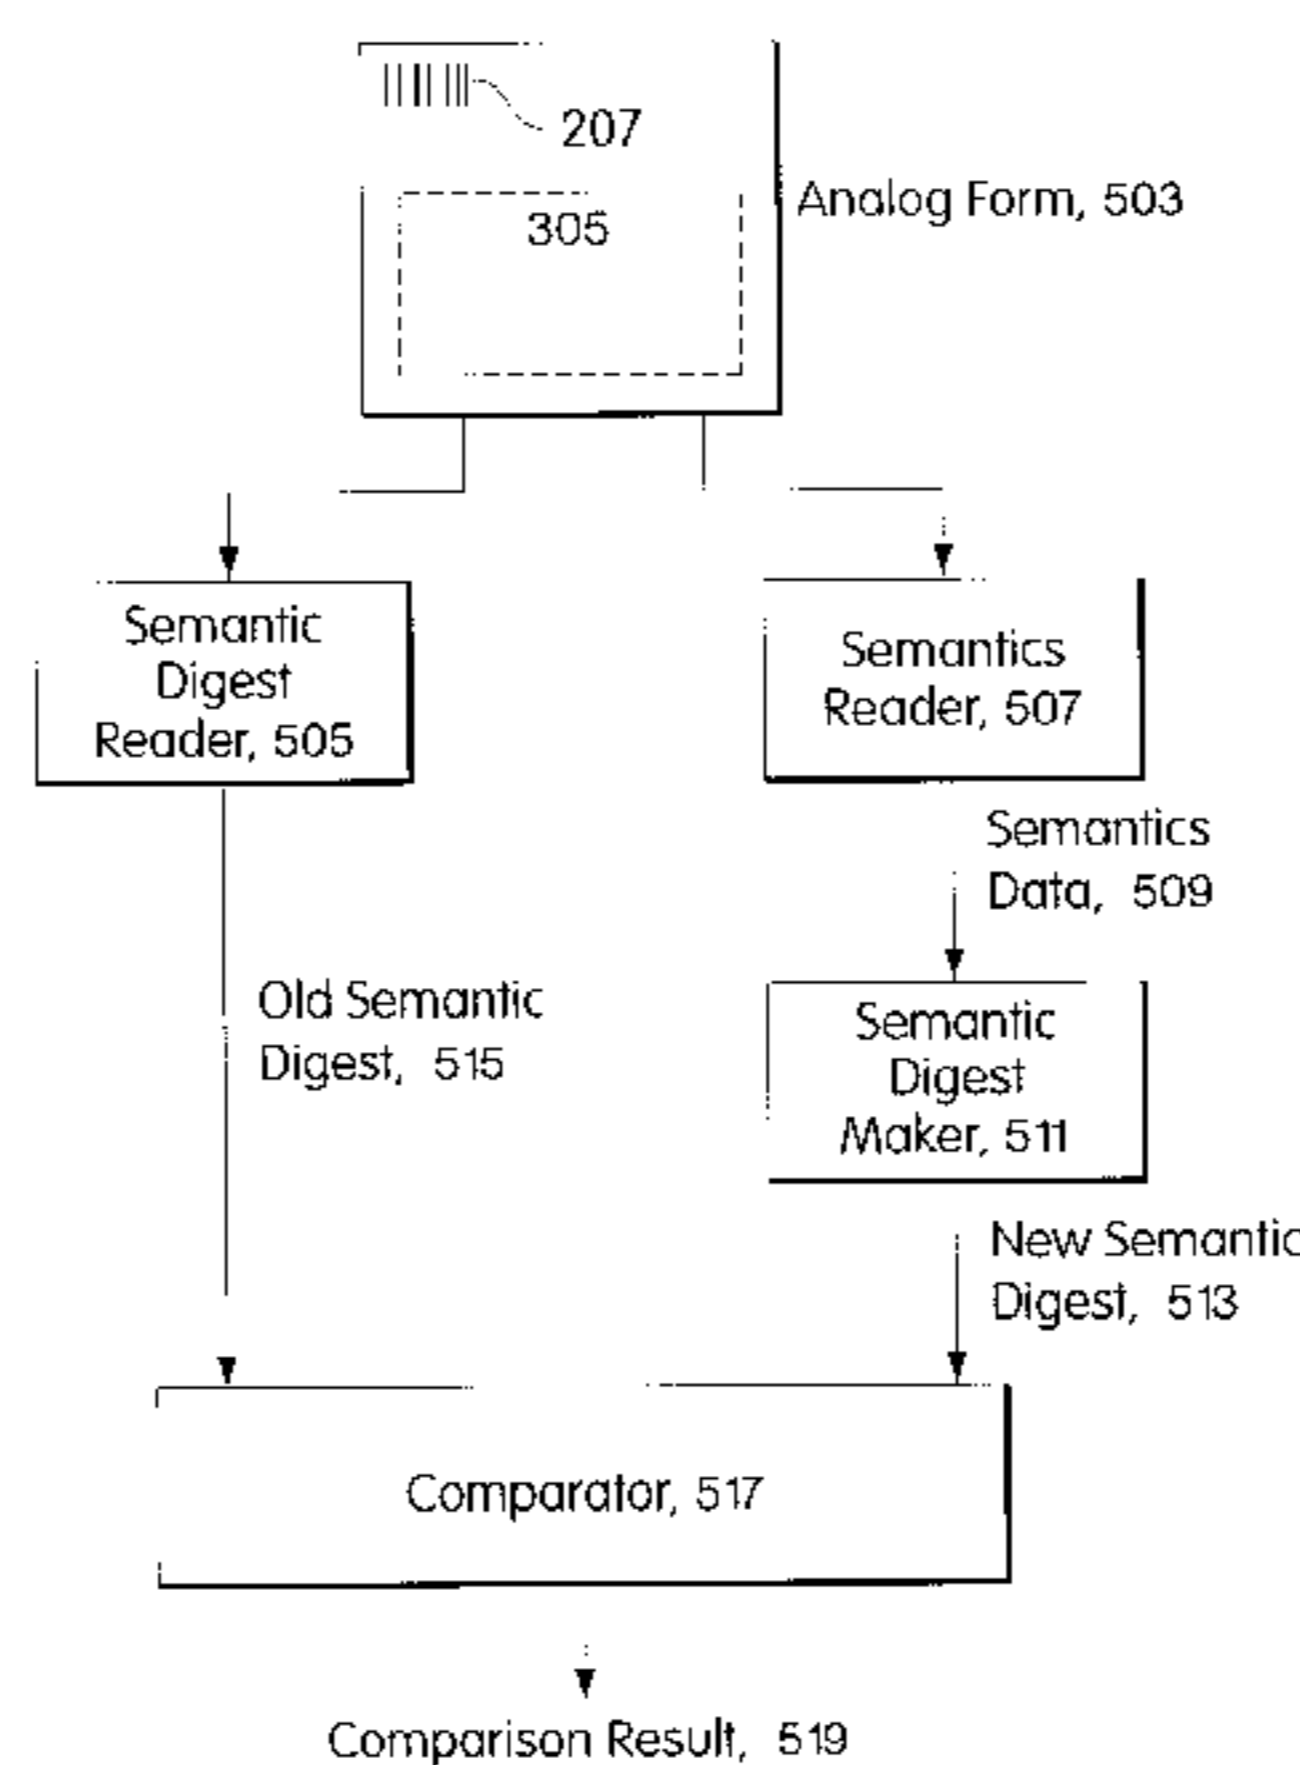 207
Analog Form, 503
305
Semantic
Digest
Reader, 505
Semantics
Reader, 507
Semantics
Data, 509
Old Semantic
Digest, 515
Semantic
Digest
Maker, 511
New Semantic
Digest, 513
Comparator, 517
Comparison Result, 519